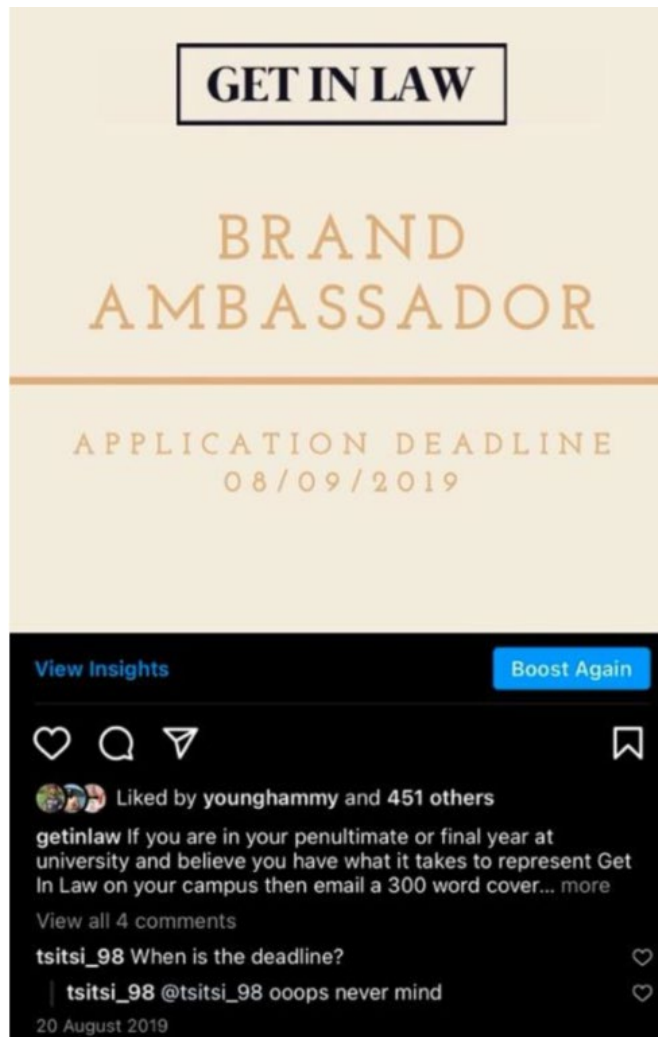 GET IN LAW
BRAND
AMBASSADOR
APPLICATION DEADLINE
08/09/2019
View Insights
Boost Again
Liked by younghammy and 451 others
getinlaw If you are in your penultimate or final year at
university and believe you have what it takes to represent Get
In Law on your campus then email a 300 word cover... more
View all 4 comments
tsitsi_98 When is the deadline?
tsitsi_98 @tsitsi_98 ooops never mind
20 August 2019